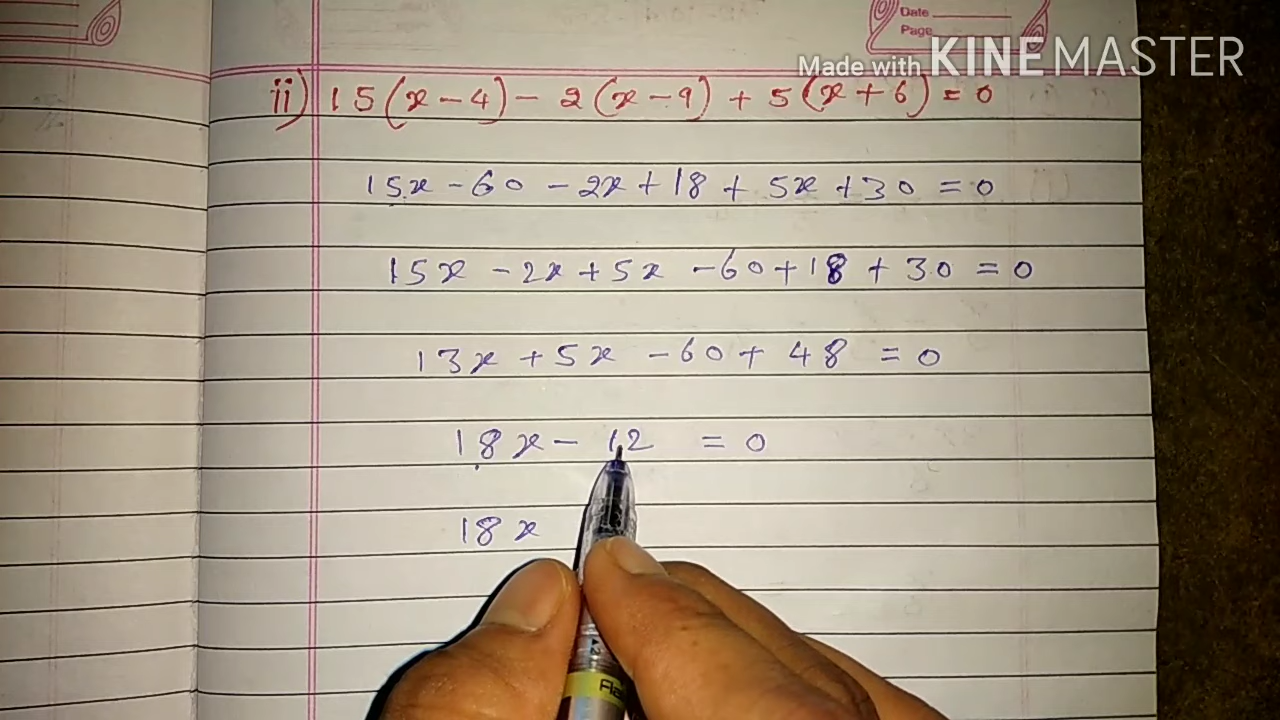 Date
Page
Made with KINEMASTER
ii) 15(x-4)-2(x-9)+5(x+6)=0
15x-60-2x+18+5x+30=0
15x-2x+5x-60+18+30=0
13x+5x-60+48=0
18x-12=0
18x